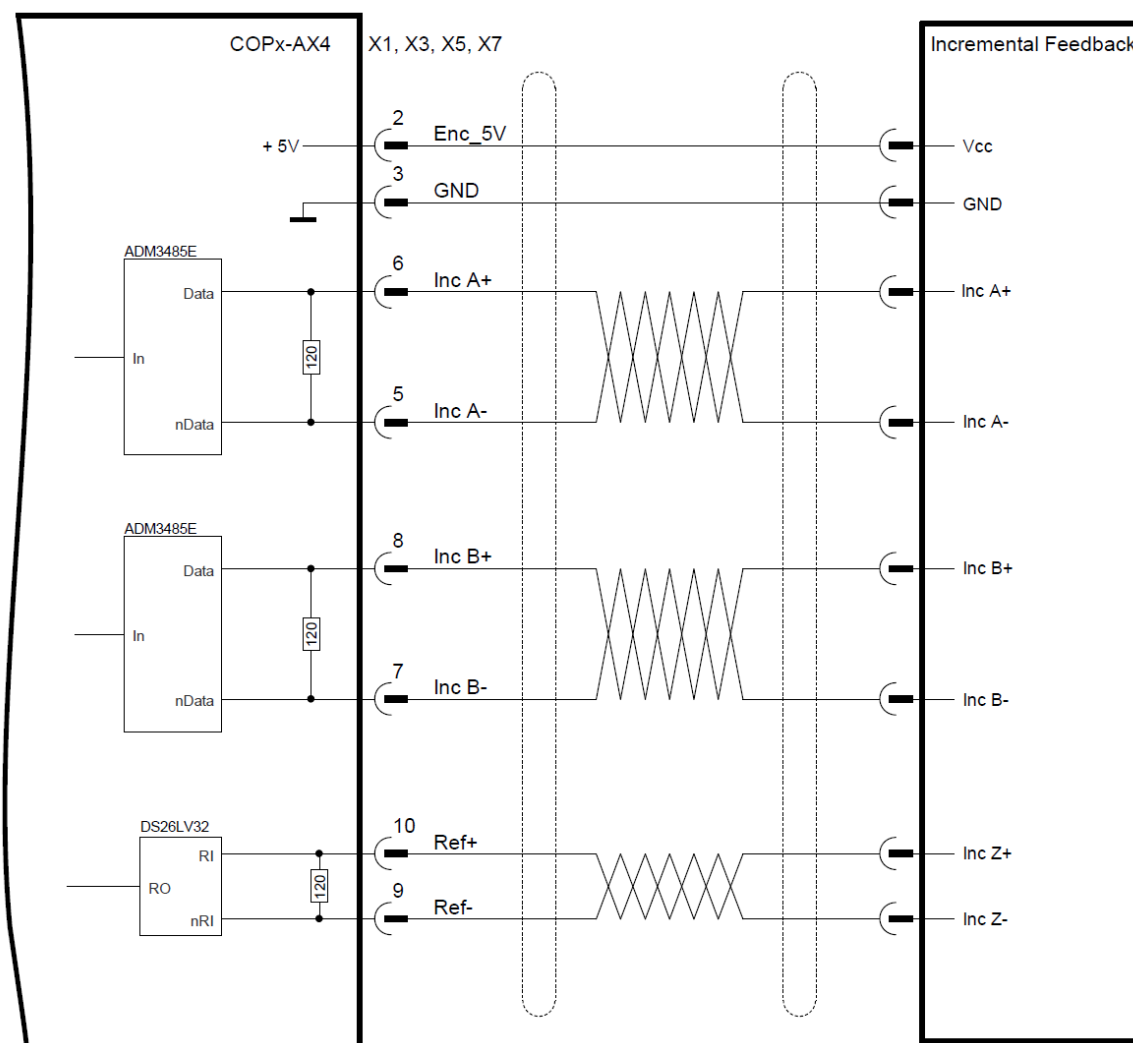 COPx-AX4 X1, X3, X5, X7 Incremental Feedback
2
+ 5V Enc_5V Vcc
3
GND GND
ADM3485E
6
Data Inc A+ Inc A+
In 120
5
nData Inc A- Inc A-
ADM3485E
8
Data Inc B+ Inc B+
In 120
7
nData Inc B- Inc B-
DS26LV32
10
RI Ref+ Inc Z+
RO 120
9
nRI Ref- Inc Z-